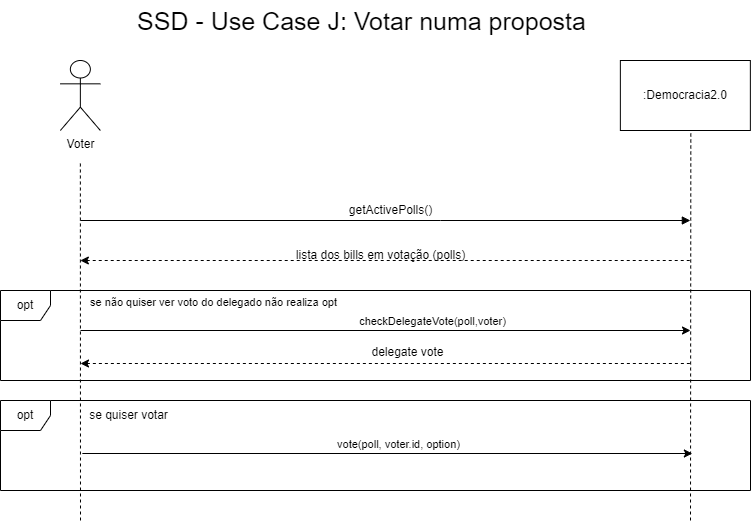 SSD - Use Case J: Votar numa proposta
:Democracia2.0
Voter
getActivePolls()
lista dos bills em votação (polls)
opt
se não quiser ver voto do delegado não realiza opt
checkDelegateVote(poll,voter)
delegate vote
opt
se quiser votar
vote(poll, voter.id, option)